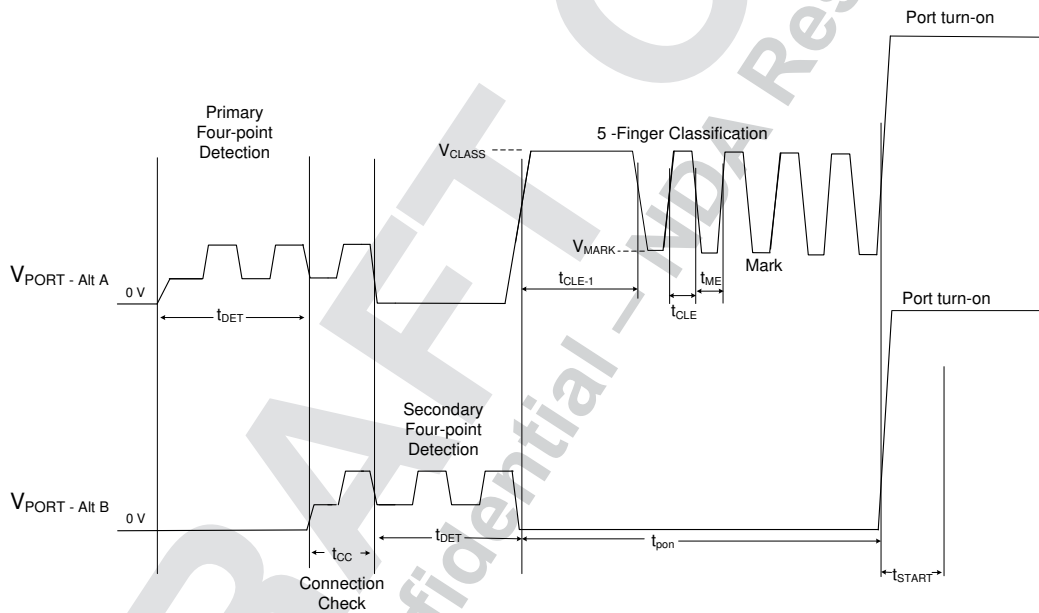 Port turn-on
Primary
Four-point
Detection
5 -Finger Classification
VCLASS
VMARK
Mark
VPORT - Alt A
0 V
tDET
tCLE-1
tCLE
tME
Port turn-on
Secondary
Four-point
Detection
VPORT - Alt B
0 V
tCC
tDET
tpon
tSTART
Connection
Check